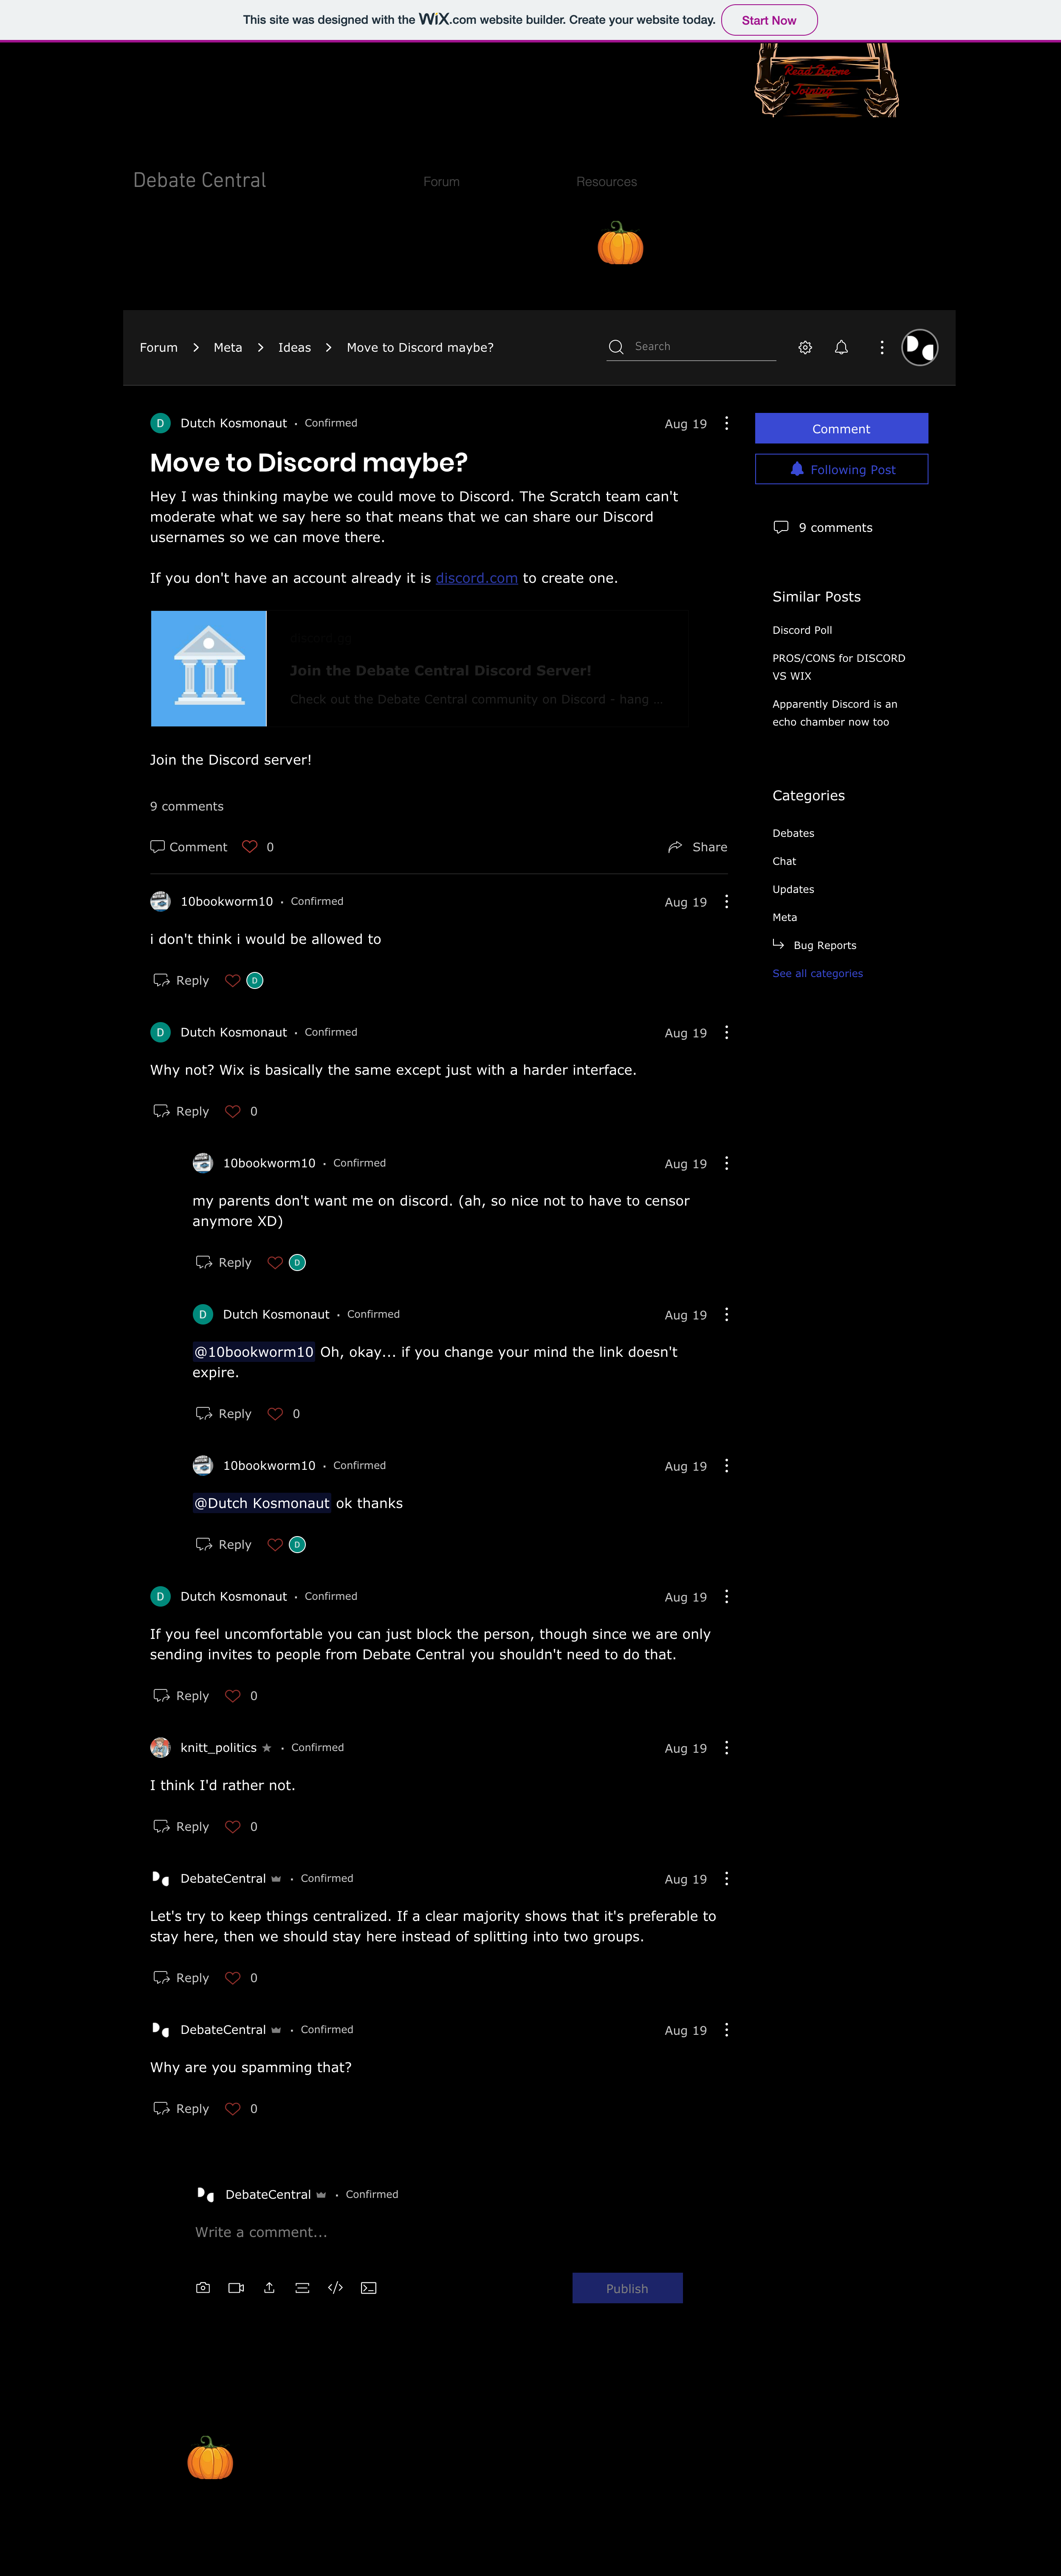 This site was designed with the WiX.com website builder. Create your website today. Start Now
Read Before
Joining
Debate Central
Forum
Resources
Forum > Meta > Ideas > Move to Discord maybe?
Search
D Dutch Kosmonaut • Confirmed
Aug 19
Move to Discord maybe?
Hey I was thinking maybe we could move to Discord. The Scratch team can't
moderate what we say here so that means that we can share our Discord
usernames so we can move there.
If you don't have an account already it is discord.com to create one.
discord.gg
Join the Debate Central Discord Server!
Check out the Debate Central community on Discord - hang ...
Join the Discord server!
9 comments
Comment 0
Share
10bookworm10 • Confirmed
Aug 19
i don't think i would be allowed to
Reply D
D Dutch Kosmonaut • Confirmed
Aug 19
Why not? Wix is basically the same except just with a harder interface.
Reply 0
10bookworm10 • Confirmed
Aug 19
my parents don't want me on discord. (ah, so nice not to have to censor
anymore XD)
Reply D
D Dutch Kosmonaut • Confirmed
Aug 19
@10bookworm10 Oh, okay... if you change your mind the link doesn't
expire.
Reply 0
10bookworm10 • Confirmed
Aug 19
@Dutch Kosmonaut ok thanks
Reply D
D Dutch Kosmonaut • Confirmed
Aug 19
If you feel uncomfortable you can just block the person, though since we are only
sending invites to people from Debate Central you shouldn't need to do that.
Reply 0
knitt_politics • Confirmed
Aug 19
I think I'd rather not.
Reply 0
DebateCentral • Confirmed
Aug 19
Let's try to keep things centralized. If a clear majority shows that it's preferable to
stay here, then we should stay here instead of splitting into two groups.
Reply 0
DebateCentral • Confirmed
Aug 19
Why are you spamming that?
Reply 0
DebateCentral • Confirmed
Write a comment...
Publish
Comment
Following Post
9 comments
Similar Posts
Discord Poll
PROS/CONS for DISCORD
VS WIX
Apparently Discord is an
echo chamber now too
Categories
Debates
Chat
Updates
Meta
Bug Reports
See all categories